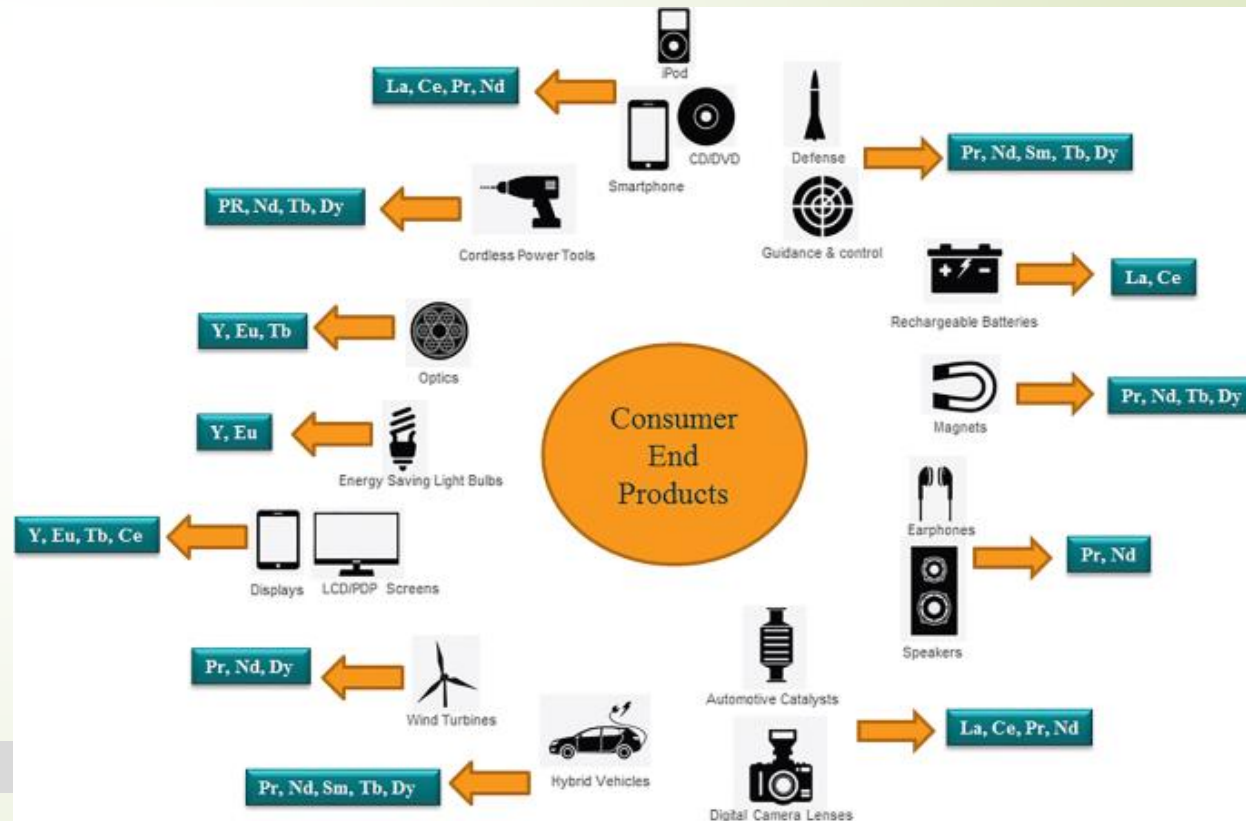 iPod
La, Ce, Pr, Nd
CD/DVD
Smartphone
Defense
Pr, Nd, Sm, Tb, Dy
PR, Nd, Tb, Dy
Cordless Power Tools
Guidance & control
La, Ce
Rechargeable Batteries
Y, Eu, Tb
Optics
Pr, Nd, Tb, Dy
Magnets
Y, Eu
Energy Saving Light Bulbs
Consumer
End
Products
Earphones
Pr, Nd
Speakers
Y, Eu, Tb, Ce
Displays
LCD/PDP Screens
Pr, Nd, Dy
Wind Turbines
Automotive Catalysts
La, Ce, Pr, Nd
Pr, Nd, Sm, Tb, Dy
Hybrid Vehicles
Digital Camera Lenses